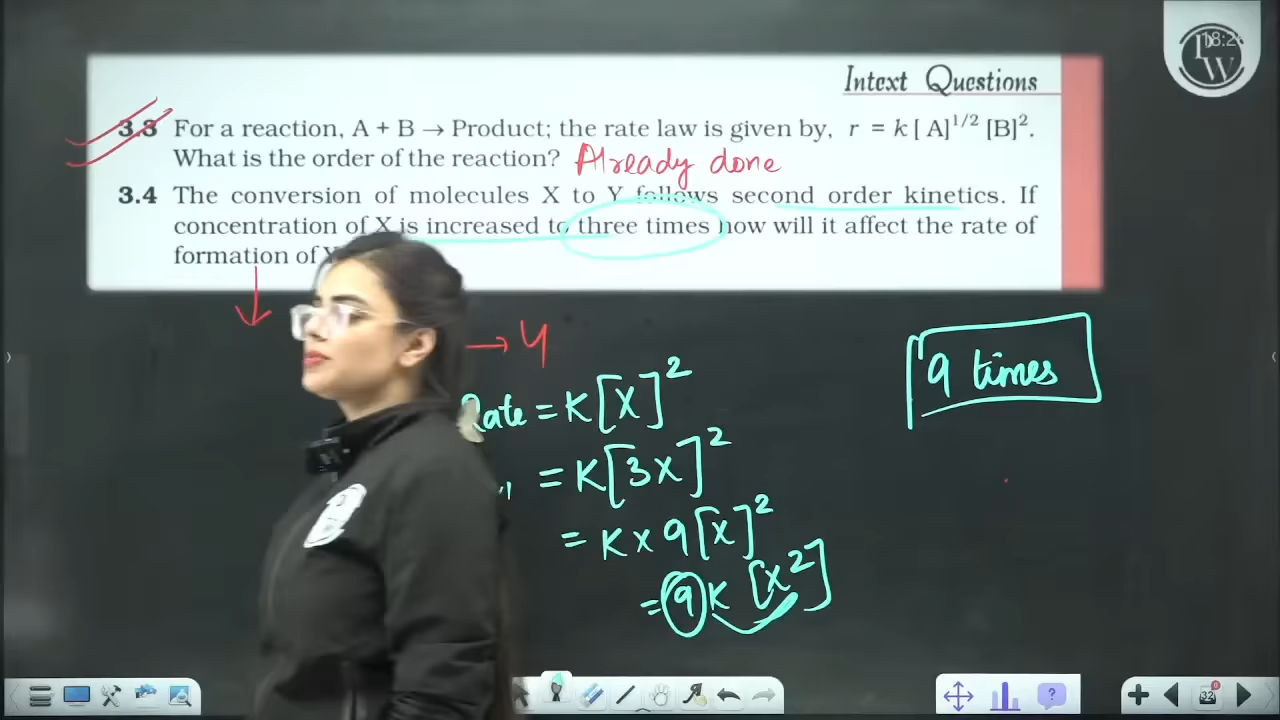 18:2
W
Intext Questions
3.3 For a reaction, A + B → Product; the rate law is given by, r = k [ A]^1/2 [B]^2.
What is the order of the reaction? Already done
3.4 The conversion of molecules X to Y follows second order kinetics. If
concentration of X is increased to three times how will it affect the rate of
formation of Y
→ Y
Rate = K[X]^2
= K[3X]^2
= K x 9[X]^2
= 9 K [X^2]
9 times
32